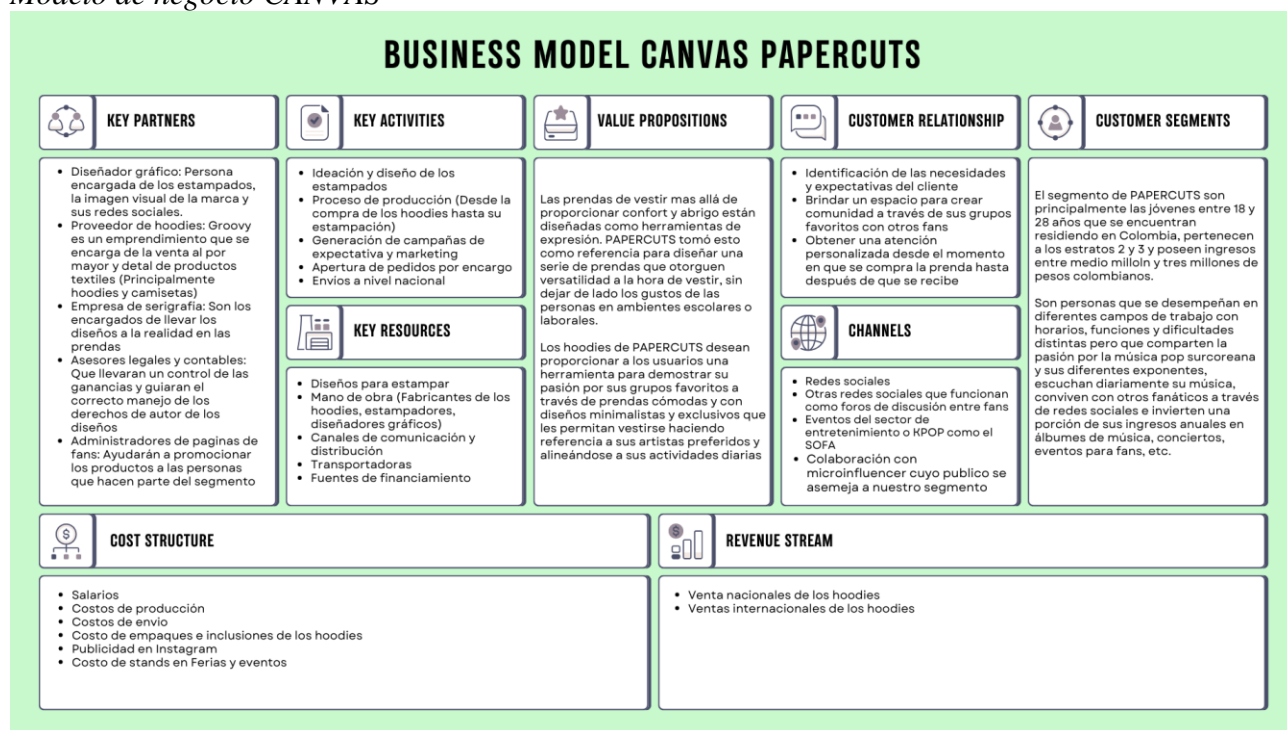 Modelo de negocio CANVAS
BUSINESS MODEL CANVAS PAPERCUTS
KEY PARTNERS
• Diseñador gráfico: Persona
encargada de los estampados,
la imagen visual de la marca y
sus redes sociales.
• Proveedor de hoodies: Groovy
es un emprendimiento que se
encarga de la venta al por
mayor y detal de productos
textiles (Principalmente
hoodies y camisetas)
• Empresa de serigrafia: Son los
encargados de llevar los
diseños a la realidad en las
prendas
• Asesores legales y contables:
Que llevaran un control de las
ganancias y guiaran el
correcto manejo de los
derechos de autor de los
diseños
• Administradores de paginas de
fans: Ayudarán a promocionar
los productos a las personas
que hacen parte del segmento
KEY ACTIVITIES
• Ideación y diseño de los
estampados
• Proceso de producción (Desde la
compra de los hoodies hasta su
estampación)
• Generación de campañas de
expectativa y marketing
• Apertura de pedidos por encargo
• Envíos a nivel nacional
KEY RESOURCES
• Diseños para estampar
• Mano de obra (Fabricantes de los
hoodies, estampadores,
diseñadores gráficos)
• Canales de comunicación y
distribución
• Transportadoras
• Fuentes de financiamiento
VALUE PROPOSITIONS
Las prendas de vestir mas allá de
proporcionar confort y abrigo están
diseñadas como herramientas de
expresión. PAPERCUTS tomó esto
como referencia para diseñar una
serie de prendas que otorguen
versatilidad a la hora de vestir, sin
dejar de lado los gustos de las
personas en ambientes escolares o
laborales.
Los hoodies de PAPERCUTS desean
proporcionar a los usuarios una
herramienta para demostrar su
pasión por sus grupos favoritos a
través de prendas cómodas y con
diseños minimalistas y exclusivos que
les permitan vestirse haciendo
referencia a sus artistas preferidos y
alineándose a sus actividades diarias
CUSTOMER RELATIONSHIP
• Identificación de las necesidades
y expectativas del cliente
• Brindar un espacio para crear
comunidad a través de sus grupos
favoritos con otros fans
• Obtener una atención
personalizada desde el momento
en que se compra la prenda hasta
después de que se recibe
CHANNELS
• Redes sociales
• Otras redes sociales que funcionan
como foros de discusión entre fans
• Eventos del sector de
entretenimiento o KPOP como el
SOFA
• Colaboración con
microinfluencer cuyo publico se
asemeja a nuestro segmento
CUSTOMER SEGMENTS
El segmento de PAPERCUTS son
principalmente las jóvenes entre 18 y
28 años que se encuentran
residiendo en Colombia, pertenecen
a los estratos 2 y 3 y poseen ingresos
entre medio milloln y tres millones de
pesos colombianos.
Son personas que se desempeñan en
diferentes campos de trabajo con
horarios, funciones y dificultades
distintas pero que comparten la
pasión por la música pop surcoreana
y sus diferentes exponentes,
escuchan diariamente su música,
conviven con otros fanáticos a través
de redes sociales e invierten una
porción de sus ingresos anuales en
álbumes de música, conciertos,
eventos para fans, etc.
COST STRUCTURE
• Salarios
• Costos de producción
• Costos de envio
• Costo de empaques e inclusiones de los hoodies
• Publicidad en Instagram
• Costo de stands en Ferias y eventos
REVENUE STREAM
• Venta nacionales de los hoodies
• Ventas internacionales de los hoodies